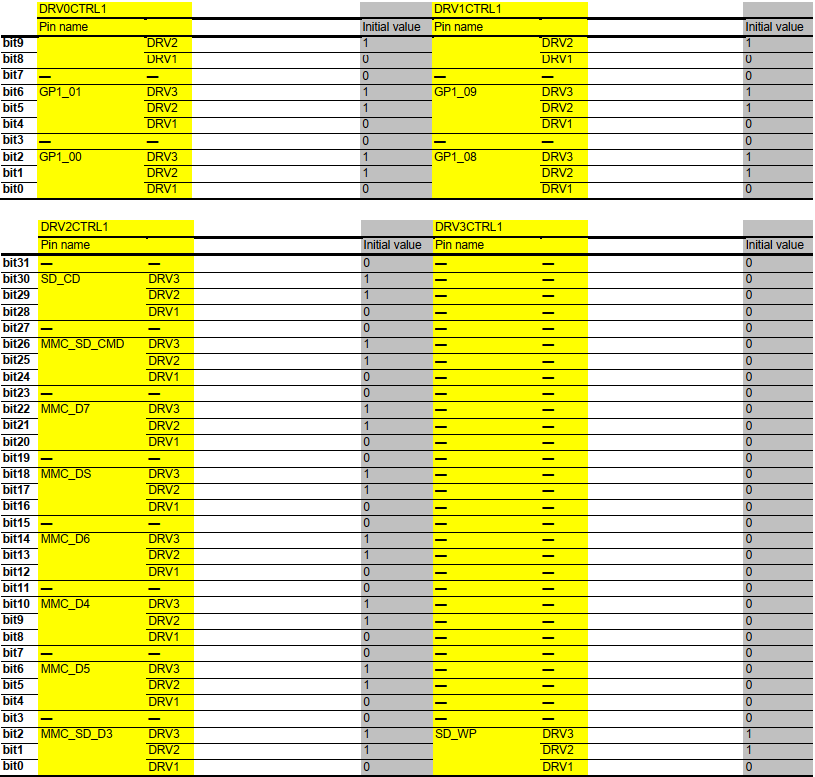 DRV0CTRL1 DRV1CTRL1
Pin name Initial value Pin name Initial value
bit9 DRV2 1 DRV2 1
bit8 DRV1 0 DRV1 0
bit7 — — 0 — — 0
bit6 GP1_01 DRV3 1 GP1_09 DRV3 1
bit5 DRV2 1 DRV2 1
bit4 DRV1 0 DRV1 0
bit3 — — 0 — — 0
bit2 GP1_00 DRV3 1 GP1_08 DRV3 1
bit1 DRV2 1 DRV2 1
bit0 DRV1 0 DRV1 0
DRV2CTRL1 DRV3CTRL1
Pin name Initial value Pin name Initial value
bit31 — — 0 — — 0
bit30 SD_CD DRV3 1 — — 0
bit29 DRV2 1 — — 0
bit28 DRV1 0 — — 0
bit27 — — 0 — — 0
bit26 MMC_SD_CMD DRV3 1 — — 0
bit25 DRV2 1 — — 0
bit24 DRV1 0 — — 0
bit23 — — 0 — — 0
bit22 MMC_D7 DRV3 1 — — 0
bit21 DRV2 1 — — 0
bit20 DRV1 0 — — 0
bit19 — — 0 — — 0
bit18 MMC_DS DRV3 1 — — 0
bit17 DRV2 1 — — 0
bit16 DRV1 0 — — 0
bit15 — — 0 — — 0
bit14 MMC_D6 DRV3 1 — — 0
bit13 DRV2 1 — — 0
bit12 DRV1 0 — — 0
bit11 — — 0 — — 0
bit10 MMC_D4 DRV3 1 — — 0
bit9 DRV2 1 — — 0
bit8 DRV1 0 — — 0
bit7 — — 0 — — 0
bit6 MMC_D5 DRV3 1 — — 0
bit5 DRV2 1 — — 0
bit4 DRV1 0 — — 0
bit3 — — 0 — — 0
bit2 MMC_SD_D3 DRV3 1 SD_WP DRV3 1
bit1 DRV2 1 DRV2 1
bit0 DRV1 0 DRV1 0